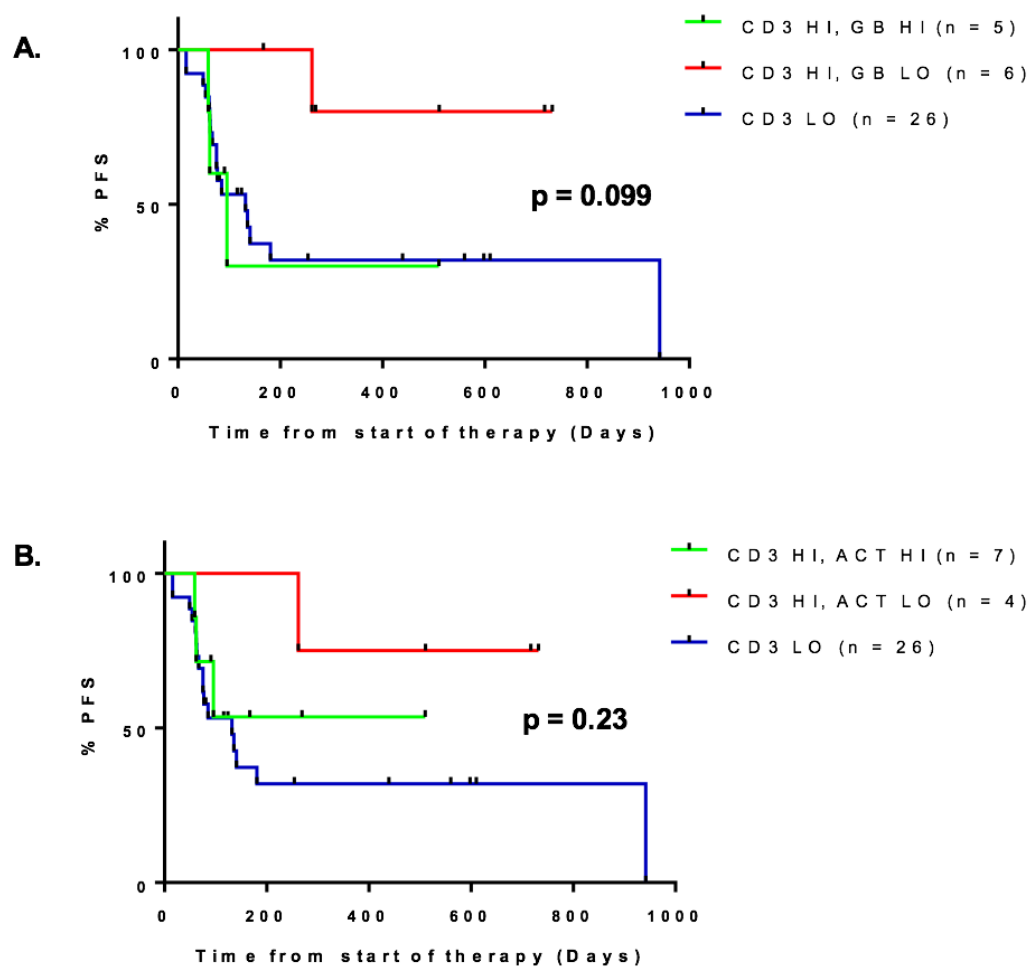 A.
CD3 HI, GB HI (n = 5)
CD3 HI, GB LO (n = 6)
CD3 LO (n = 26)
100
50
0
% PFS
p = 0.099
0 200 400 600 800 1000
Time from start of therapy (Days)
B.
CD3 HI, ACT HI (n = 7)
CD3 HI, ACT LO (n = 4)
CD3 LO (n = 26)
100
50
0
% PFS
p = 0.23
0 200 400 600 800 1000
Time from start of therapy (Days)